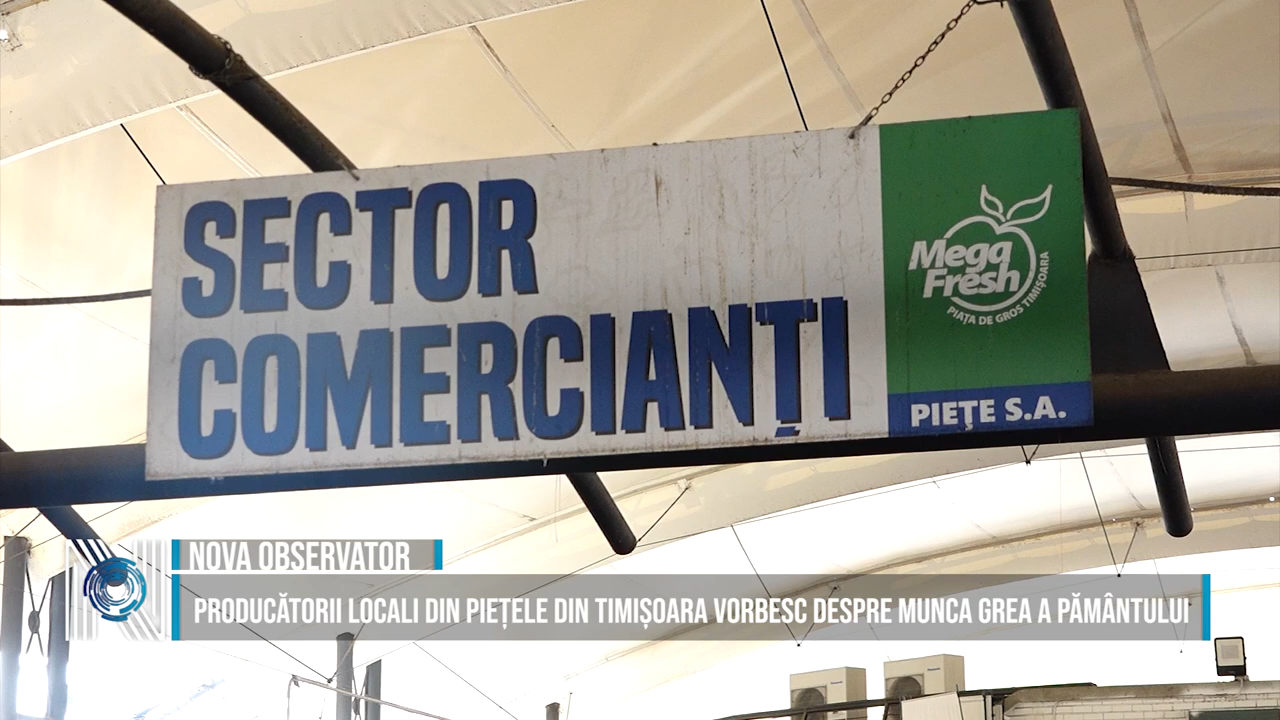 SECTOR
COMERCIANȚI
Mega
Fresh
PIAȚA DE GROS TIMIȘOARA
PIEŢE S.A.
NOVA OBSERVATOR
PRODUCĂTORII LOCALI DIN PIEȚELE DIN TIMIȘOARA VORBESC DESPRE MUNCA GREA A PĂMÂNTULUI